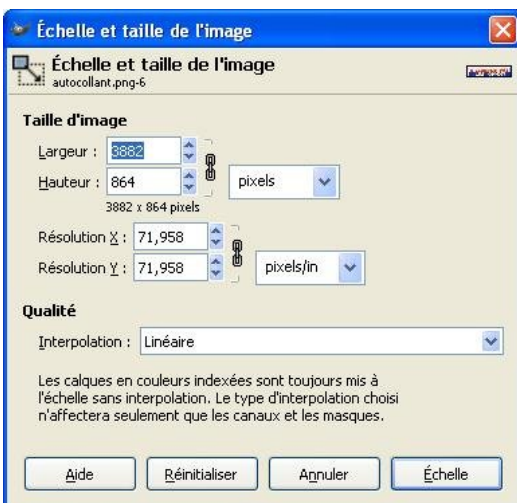 Échelle et taille de l'image
Échelle et taille de l'image
autocollant.png-6
Taille d'image
Largeur : 3882
Hauteur : 864 pixels
3882 x 864 pixels
Résolution X : 71,958
Résolution Y : 71,958 pixels/in
Qualité
Interpolation : Linéaire
Les calques en couleurs indexées sont toujours mis à
l'échelle sans interpolation. Le type d'interpolation choisi
n'affectera seulement que les canaux et les masques.
Aide Réinitialiser Annuler Échelle